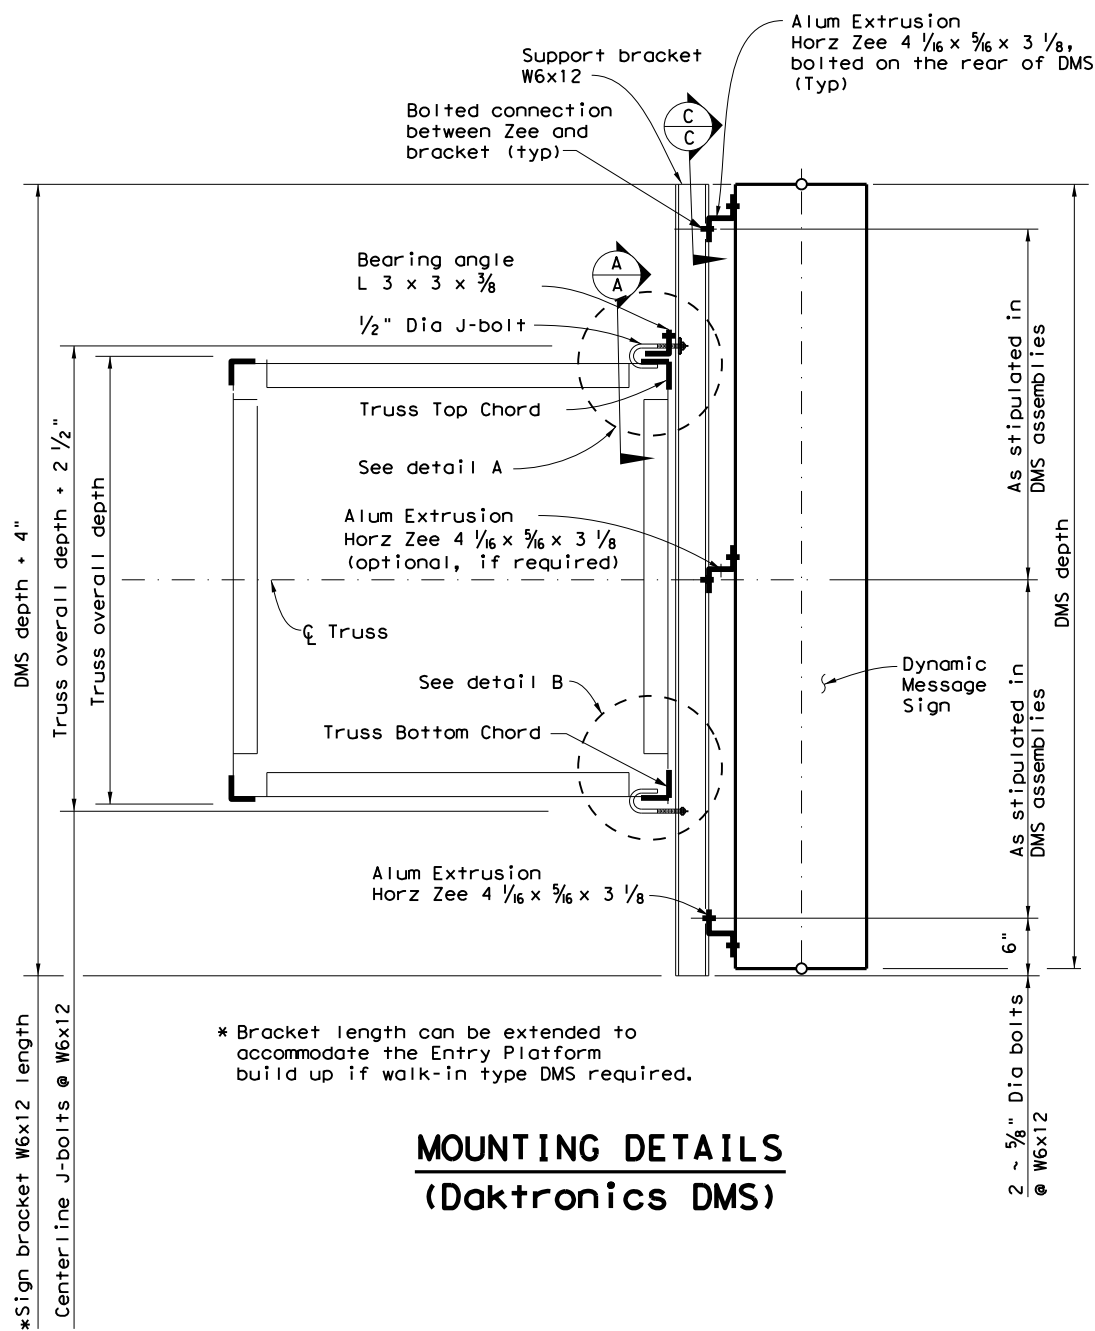 Alum Extrusion
Horz Zee 4 1/16 x 5/16 x 3 1/8,
bolted on the rear of DMS
(Typ)
Support bracket
W6x12
Bolted connection
between Zee and
bracket (typ)
C
C
Bearing angle
L 3 x 3 x 3/8
A
A
1/2" Dia J-bolt
Truss Top Chord
See detail A
Alum Extrusion
Horz Zee 4 1/16 x 5/16 x 3 1/8
(optional, if required)
℄ Truss
See detail B
Truss Bottom Chord
Dynamic
Message
Sign
Alum Extrusion
Horz Zee 4 1/16 x 5/16 x 3 1/8
DMS depth + 4"
Truss overall depth + 2 1/2"
Truss overall depth
As stipulated in
DMS assemblies
DMS depth
As stipulated in
DMS assemblies
6"
2 ~ 5/8" Dia bolts
@ W6x12
*Sign bracket W6x12 length
Centerline J-bolts @ W6x12
* Bracket length can be extended to
accommodate the Entry Platform
build up if walk-in type DMS required.
MOUNTING DETAILS
(Daktronics DMS)